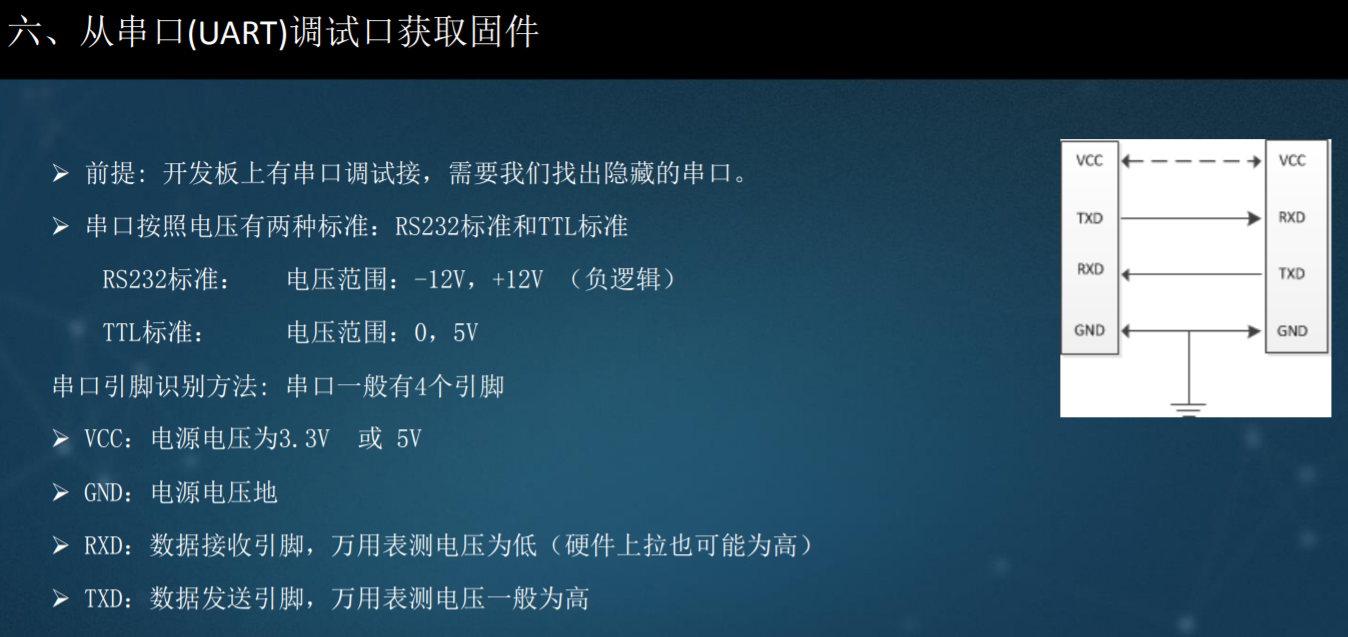 六、从串口(UART)调试口获取固件
➢ 前提: 开发板上有串口调试接，需要我们找出隐藏的串口。
➢ 串口按照电压有两种标准：RS232标准和TTL标准
RS232标准： 电压范围：-12V，+12V （负逻辑）
TTL标准： 电压范围：0，5V
串口引脚识别方法: 串口一般有4个引脚
➢ VCC：电源电压为3.3V 或 5V
➢ GND：电源电压地
➢ RXD：数据接收引脚，万用表测电压为低（硬件上拉也可能为高）
➢ TXD：数据发送引脚，万用表测电压一般为高
VCC VCC
TXD RXD
RXD TXD
GND GND